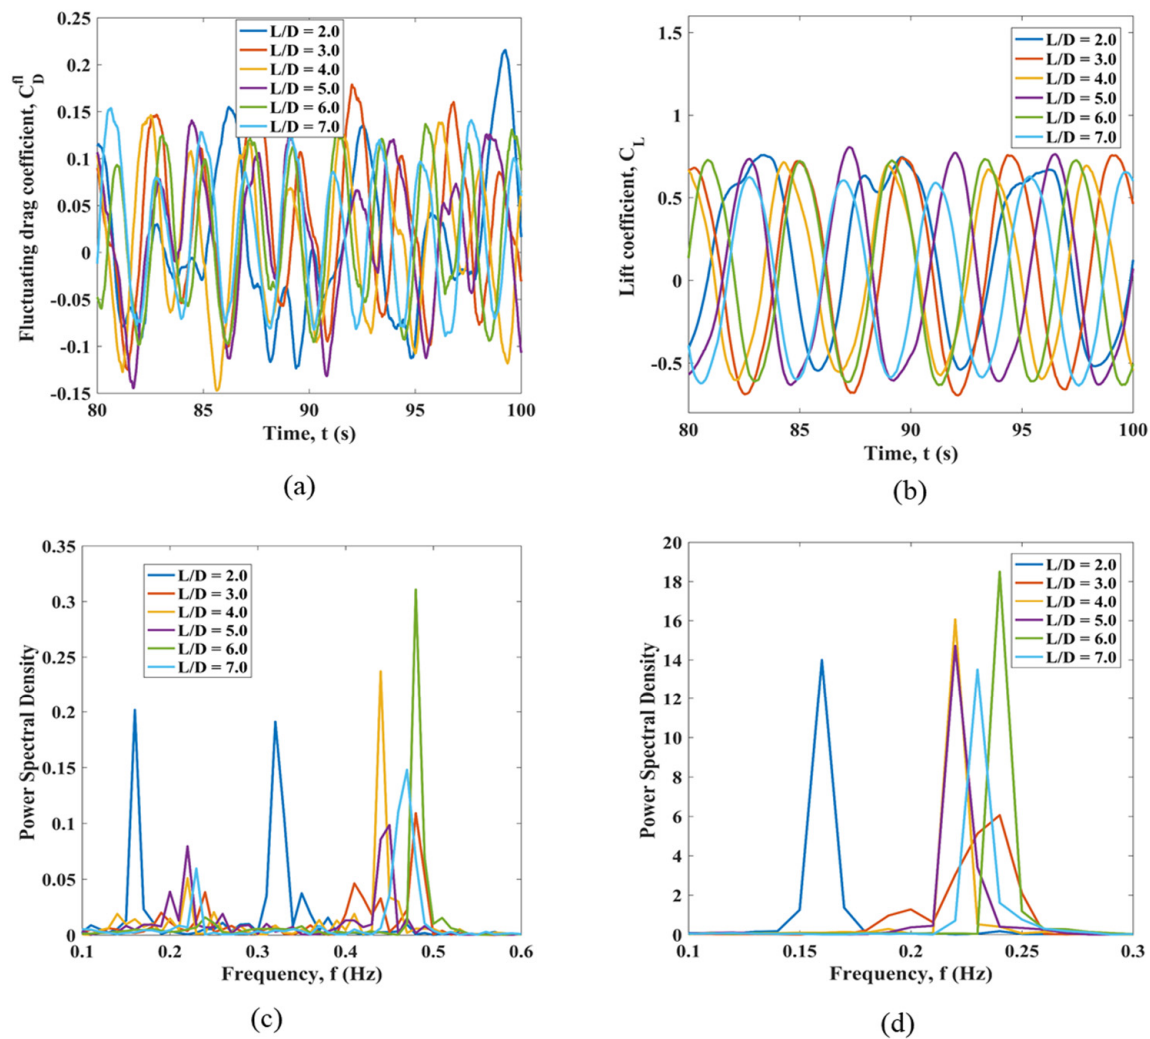 Fluctuating drag coefficient, C_D^fl
0.25
0.2
0.15
0.1
0.05
0
-0.05
-0.1
-0.15
L/D = 2.0
L/D = 3.0
L/D = 4.0
L/D = 5.0
L/D = 6.0
L/D = 7.0
80 85 90 95 100
Time, t (s)
(a)
Lift coefficient, C_L
1.5
1
0.5
0
-0.5
L/D = 2.0
L/D = 3.0
L/D = 4.0
L/D = 5.0
L/D = 6.0
L/D = 7.0
80 85 90 95 100
Time, t (s)
(b)
Power Spectral Density
0.35
0.3
0.25
0.2
0.15
0.1
0.05
0
L/D = 2.0
L/D = 3.0
L/D = 4.0
L/D = 5.0
L/D = 6.0
L/D = 7.0
0.1 0.2 0.3 0.4 0.5 0.6
Frequency, f (Hz)
(c)
Power Spectral Density
20
18
16
14
12
10
8
6
4
2
0
L/D = 2.0
L/D = 3.0
L/D = 4.0
L/D = 5.0
L/D = 6.0
L/D = 7.0
0.1 0.15 0.2 0.25 0.3
Frequency, f (Hz)
(d)